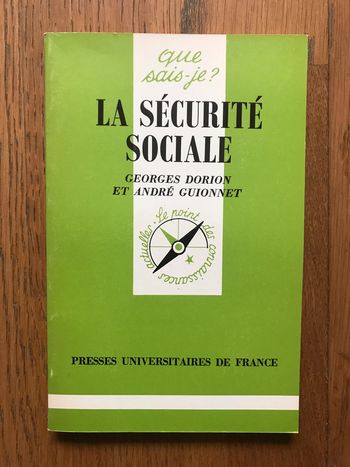 que
sais-je?
LA SÉCURITÉ
SOCIALE
GEORGES DORION
ET ANDRÉ GUIONNET
Le point des connaissances actuelles
PRESSES UNIVERSITAIRES DE FRANCE